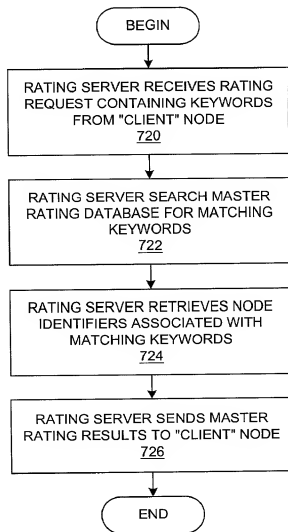 BEGIN
RATING SERVER RECEIVES RATING
REQUEST CONTAINING KEYWORDS
FROM "CLIENT" NODE
720
RATING SERVER SEARCH MASTER
RATING DATABASE FOR MATCHING
KEYWORDS
722
RATING SERVER RETRIEVES NODE
IDENTIFIERS ASSOCIATED WITH
MATCHING KEYWORDS
724
RATING SERVER SENDS MASTER
RATING RESULTS TO "CLIENT" NODE
726
END